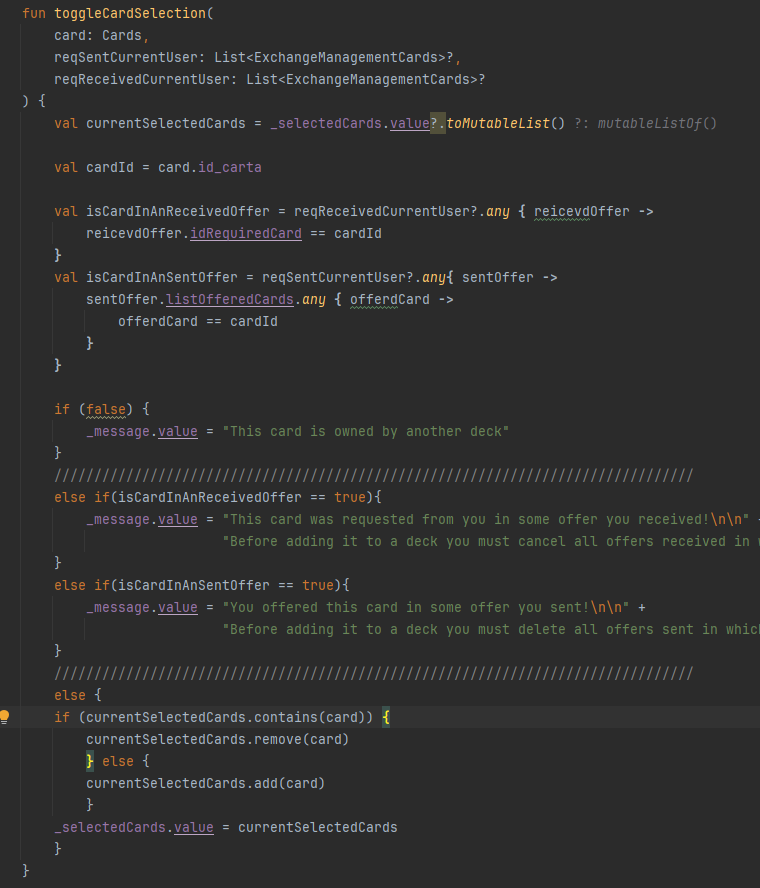 fun toggleCardSelection(
    card: Cards,
    reqSentCurrentUser: List<ExchangeManagementCards>?,
    reqReceivedCurrentUser: List<ExchangeManagementCards>?
) {
    val currentSelectedCards = _selectedCards.value?.toMutableList() ?: mutableListOf()
    val cardId = card.id_carta
    val isCardInAnReceivedOffer = reqReceivedCurrentUser?.any { reicevdOffer ->
        reicevdOffer.idRequiredCard == cardId
    }
    val isCardInAnSentOffer = reqSentCurrentUser?.any{ sentOffer ->
        sentOffer.listOfferedCards.any { offerdCard ->
            offerdCard == cardId
        }
    }
    if (false) {
        _message.value = "This card is owned by another deck"
    }
    ////////////////////////////////////////////////////////////////////////////////
    else if(isCardInAnReceivedOffer == true){
        _message.value = "This card was requested from you in some offer you received!\n\n" +
                         "Before adding it to a deck you must cancel all offers received in
    }
    else if(isCardInAnSentOffer == true){
        _message.value = "You offered this card in some offer you sent!\n\n" +
                         "Before adding it to a deck you must delete all offers sent in which
    }
    ////////////////////////////////////////////////////////////////////////////////
    else {
    if (currentSelectedCards.contains(card)) {
        currentSelectedCards.remove(card)
        } else {
        currentSelectedCards.add(card)
        }
    _selectedCards.value = currentSelectedCards
    }
}